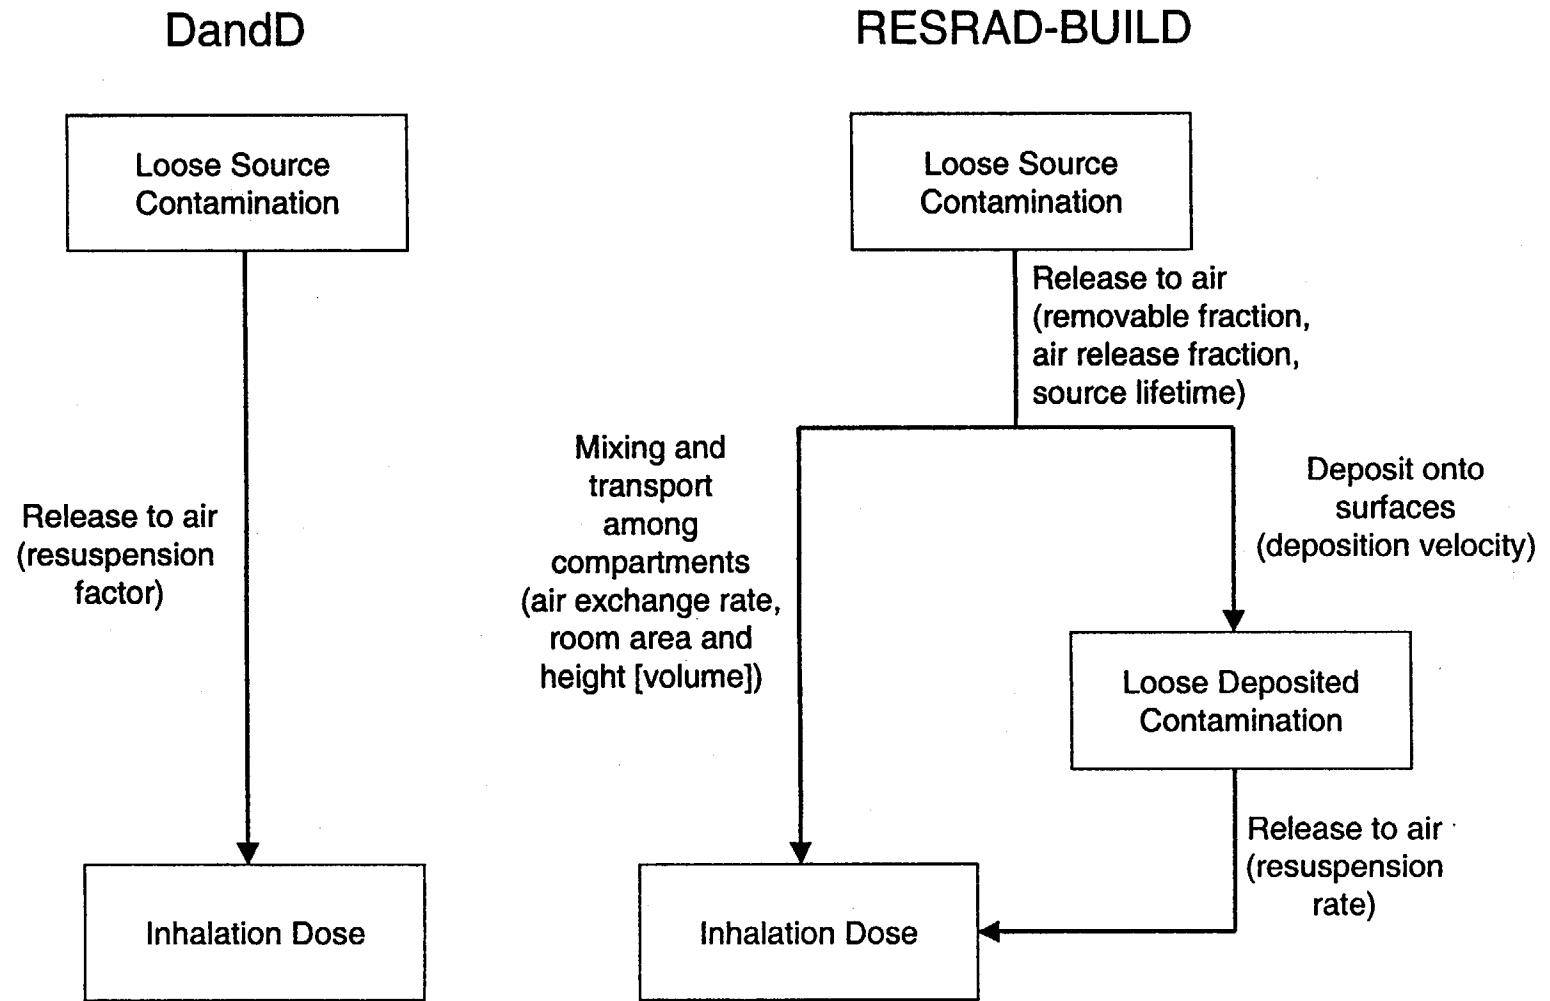 DandD
RESRAD-BUILD
Loose Source
Contamination
Loose Source
Contamination
Release to air
(removable fraction,
air release fraction,
source lifetime)
Mixing and
transport
among
compartments
(air exchange rate,
room area and
height [volume])
Deposit onto
surfaces
(deposition velocity)
Release to air
(resuspension
factor)
Loose Deposited
Contamination
Release to air
(resuspension
rate)
Inhalation Dose
Inhalation Dose